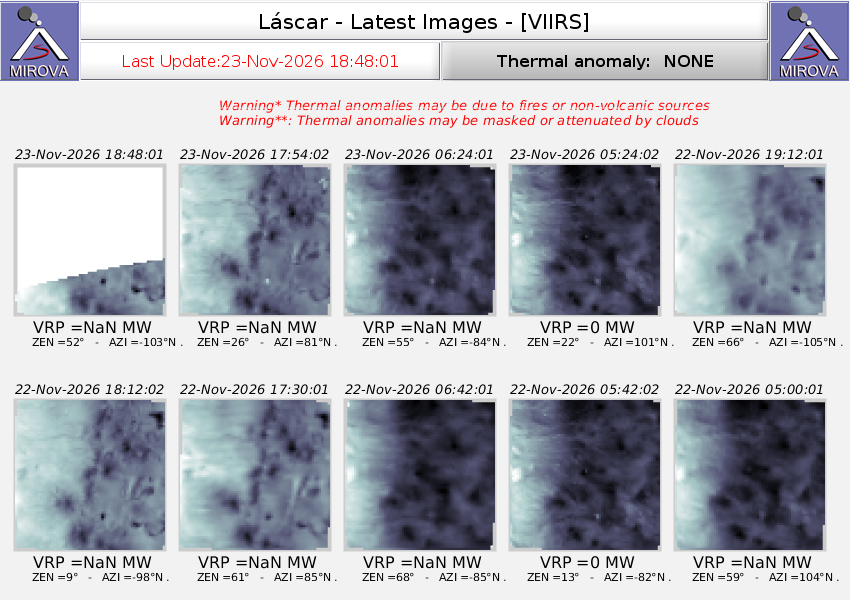 MIROVA
Láscar - Latest Images - [VIIRS]
MIROVA
Last Update:23-Nov-2026 18:48:01
Thermal anomaly: NONE
Warning* Thermal anomalies may be due to fires or non-volcanic sources
Warning**: Thermal anomalies may be masked or attenuated by clouds
23-Nov-2026 18:48:01 23-Nov-2026 17:54:02 23-Nov-2026 06:24:01 23-Nov-2026 05:24:02 22-Nov-2026 19:12:01
VRP =NaN MW VRP =NaN MW VRP =NaN MW VRP =0 MW VRP =NaN MW
ZEN =52° - AZI =-103°N . ZEN =26° - AZI =81°N . ZEN =55° - AZI =-84°N . ZEN =22° - AZI =101°N . ZEN =66° - AZI =-105°N .
22-Nov-2026 18:12:02 22-Nov-2026 17:30:01 22-Nov-2026 06:42:01 22-Nov-2026 05:42:02 22-Nov-2026 05:00:01
VRP =NaN MW VRP =NaN MW VRP =NaN MW VRP =0 MW VRP =NaN MW
ZEN =9° - AZI =-98°N . ZEN =61° - AZI =85°N . ZEN =68° - AZI =-85°N . ZEN =13° - AZI =-82°N . ZEN =59° - AZI =104°N .